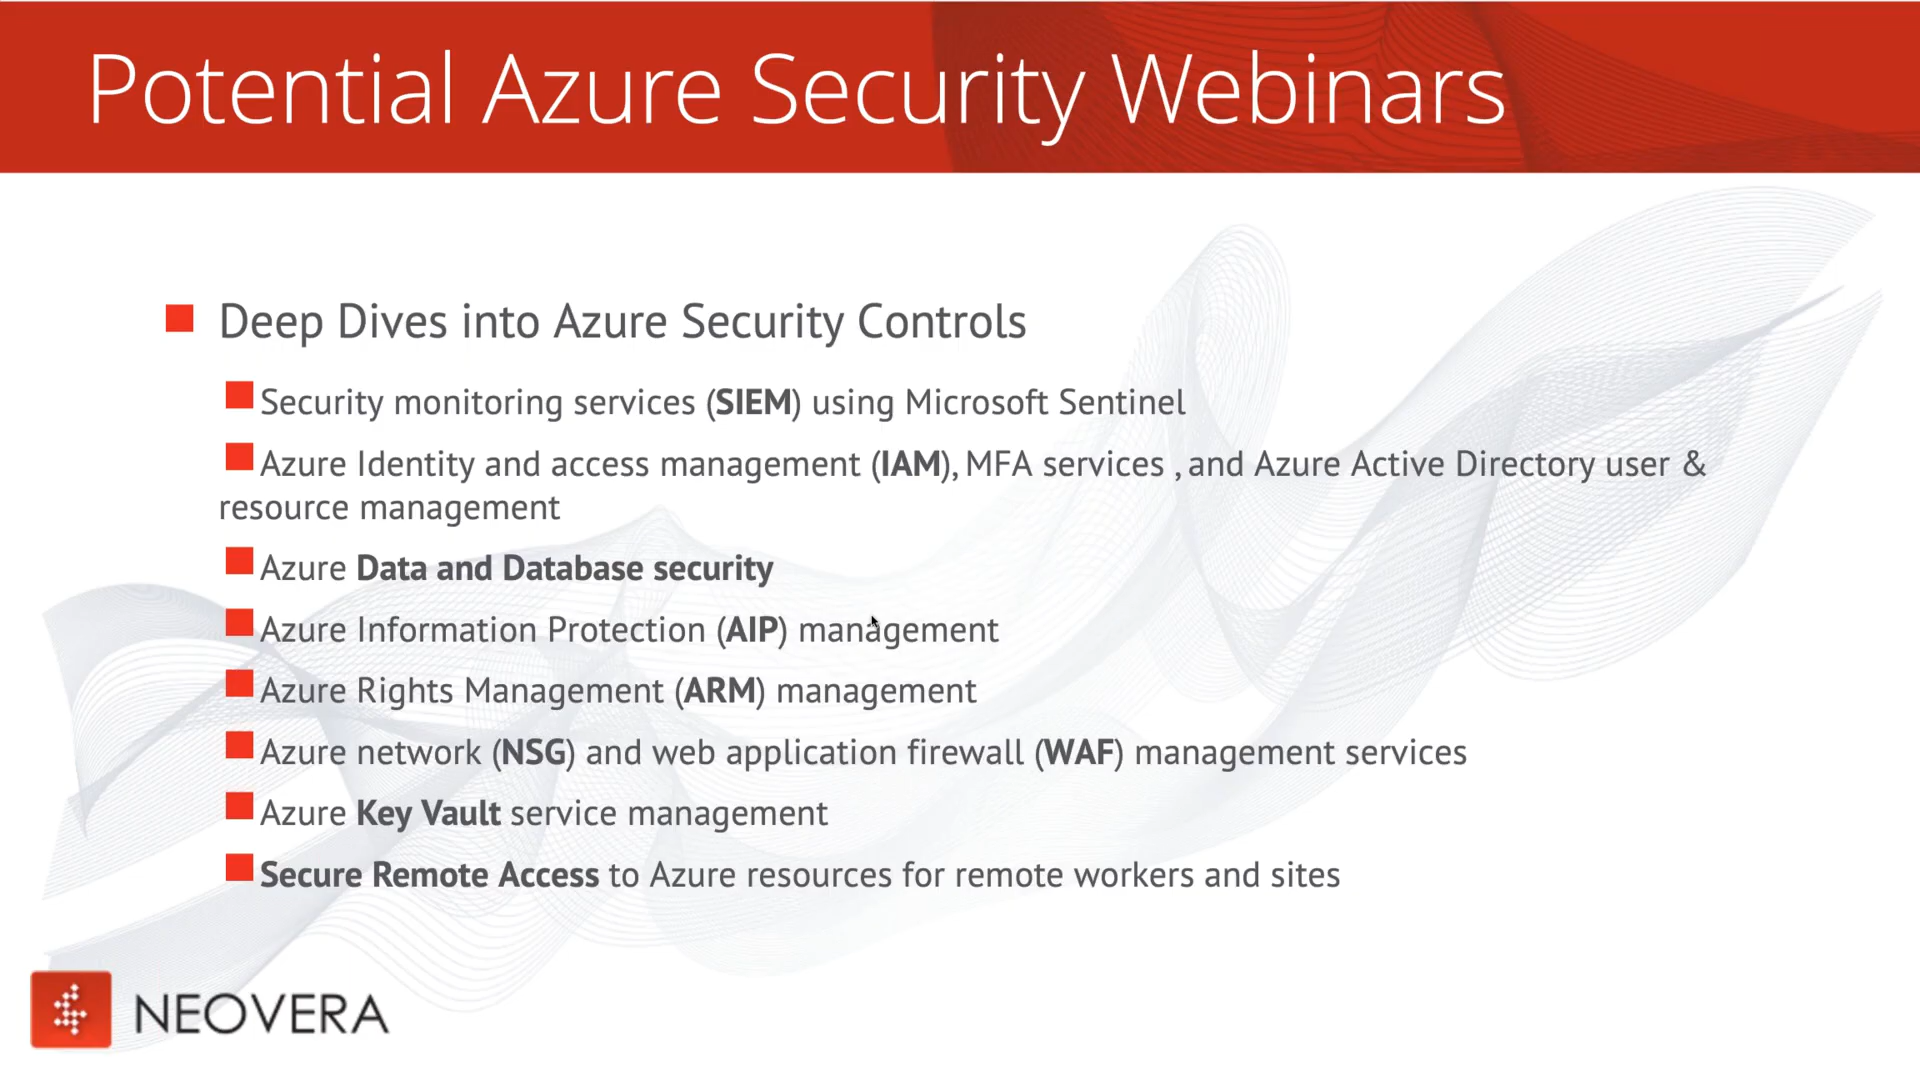 Potential Azure Security Webinars
Deep Dives into Azure Security Controls
Security monitoring services (SIEM) using Microsoft Sentinel
Azure Identity and access management (IAM), MFA services , and Azure Active Directory user &
resource management
Azure Data and Database security
Azure Information Protection (AIP) management
Azure Rights Management (ARM) management
Azure network (NSG) and web application firewall (WAF) management services
Azure Key Vault service management
Secure Remote Access to Azure resources for remote workers and sites
NEOVERA